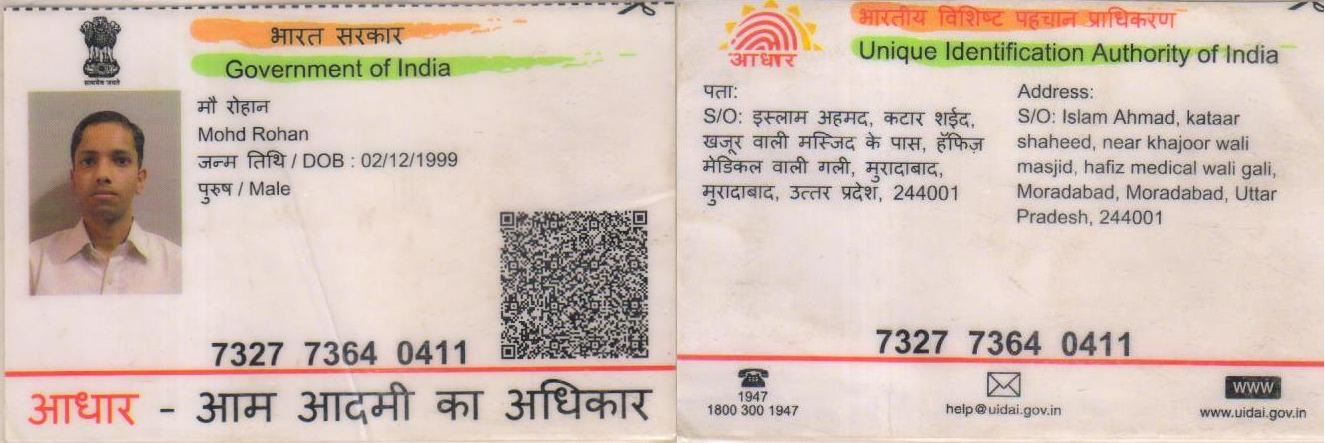 सत्यमेव जयते
भारत सरकार
Government of India
मौ रोहान
Mohd Rohan
जन्म तिथि / DOB : 02/12/1999
पुरुष / Male
7327 7364 0411
आधार - आम आदमी का अधिकार
आधार
भारतीय विशिष्ट पहचान प्राधिकरण
Unique Identification Authority of India
पता:
S/O: इस्लाम अहमद, कटार शईद,
खजूर वाली मस्जिद के पास, हॅफिज़
मेडिकल वाली गली, मुरादाबाद,
मुरादाबाद, उत्तर प्रदेश, 244001
Address:
S/O: Islam Ahmad, kataar
shaheed, near khajoor wali
masjid, hafiz medical wali gali,
Moradabad, Moradabad, Uttar
Pradesh, 244001
7327 7364 0411
1947
1800 300 1947
help@uidai.gov.in
www
www.uidai.gov.in